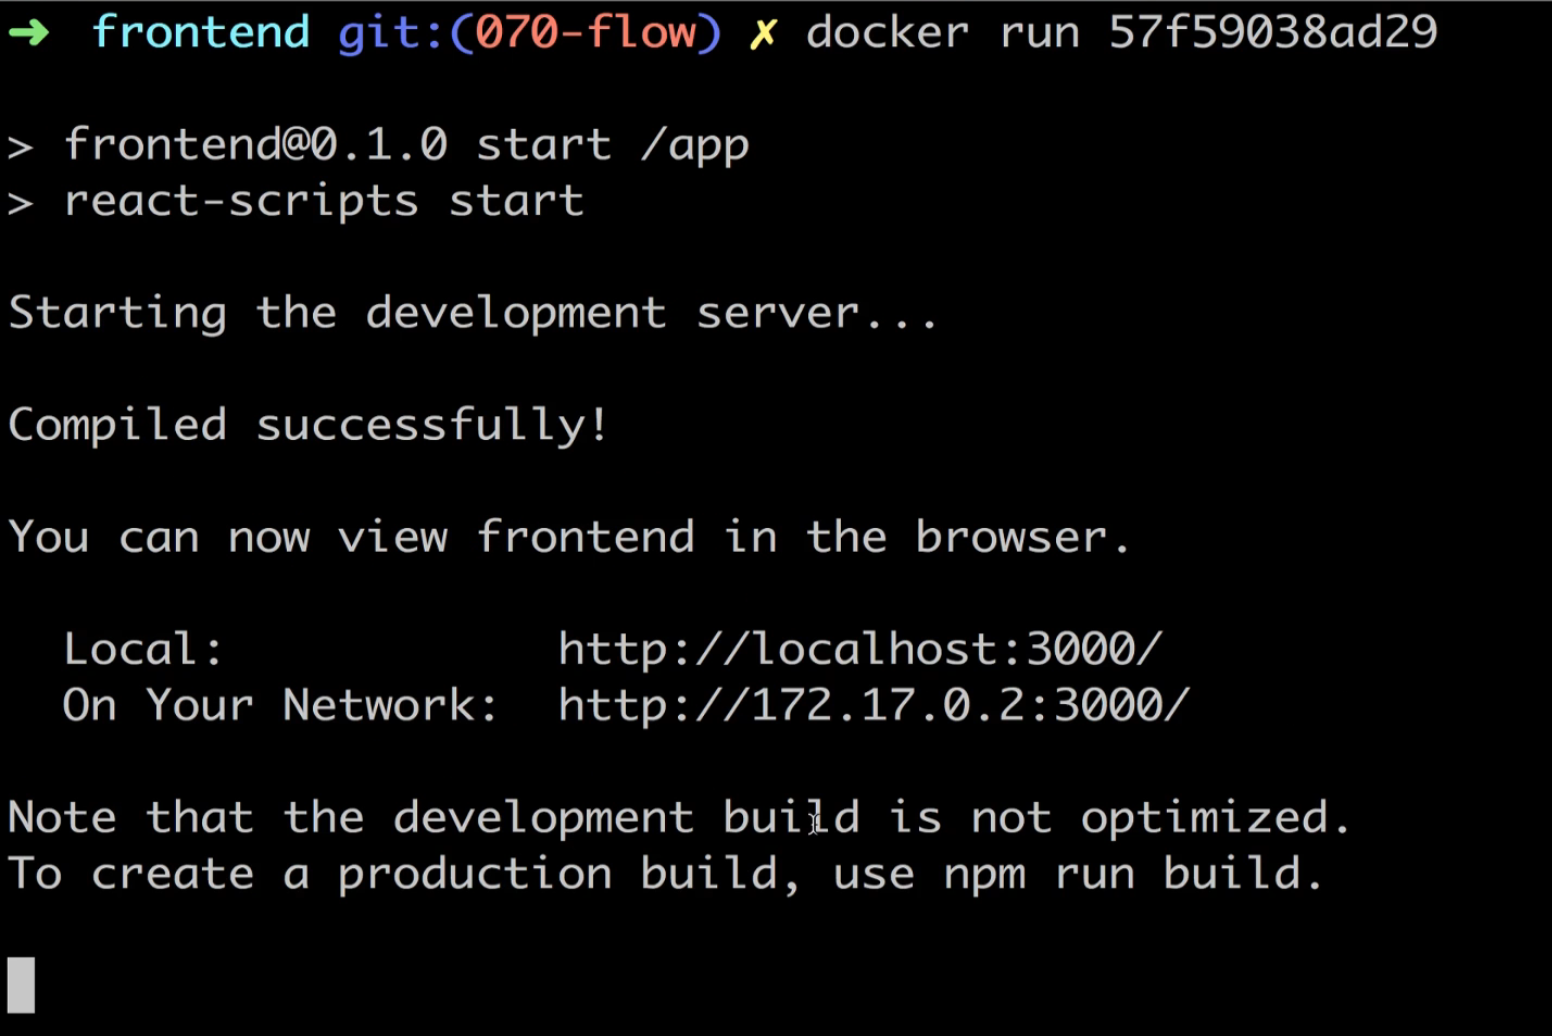 ➜ frontend git:(070-flow) ✗ docker run 57f59038ad29
> frontend@0.1.0 start /app
> react-scripts start
Starting the development server...
Compiled successfully!
You can now view frontend in the browser.
Local: http://localhost:3000/
On Your Network: http://172.17.0.2:3000/
Note that the development build is not optimized.
To create a production build, use npm run build.